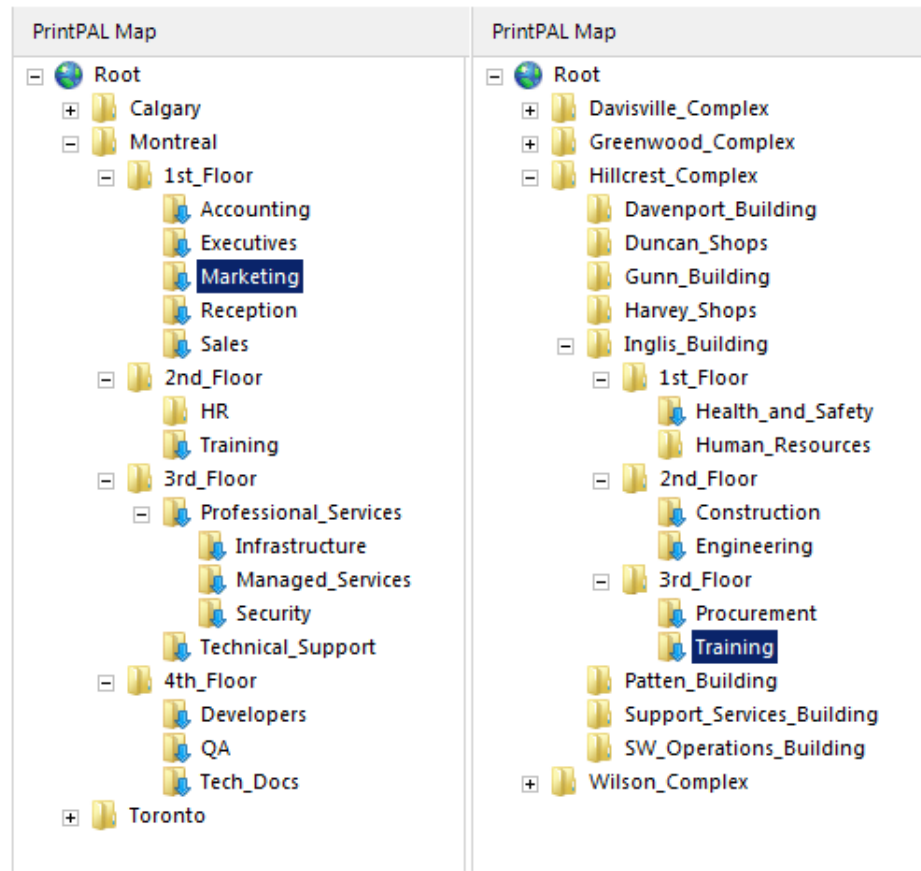 PrintPAL Map
Root
Calgary
Montreal
1st_Floor
Accounting
Executives
Marketing
Reception
Sales
2nd_Floor
HR
Training
3rd_Floor
Professional_Services
Infrastructure
Managed_Services
Security
Technical_Support
4th_Floor
Developers
QA
Tech_Docs
Toronto
PrintPAL Map
Root
Davisville_Complex
Greenwood_Complex
Hillcrest_Complex
Davenport_Building
Duncan_Shops
Gunn_Building
Harvey_Shops
Inglis_Building
1st_Floor
Health_and_Safety
Human_Resources
2nd_Floor
Construction
Engineering
3rd_Floor
Procurement
Training
Patten_Building
Support_Services_Building
SW_Operations_Building
Wilson_Complex